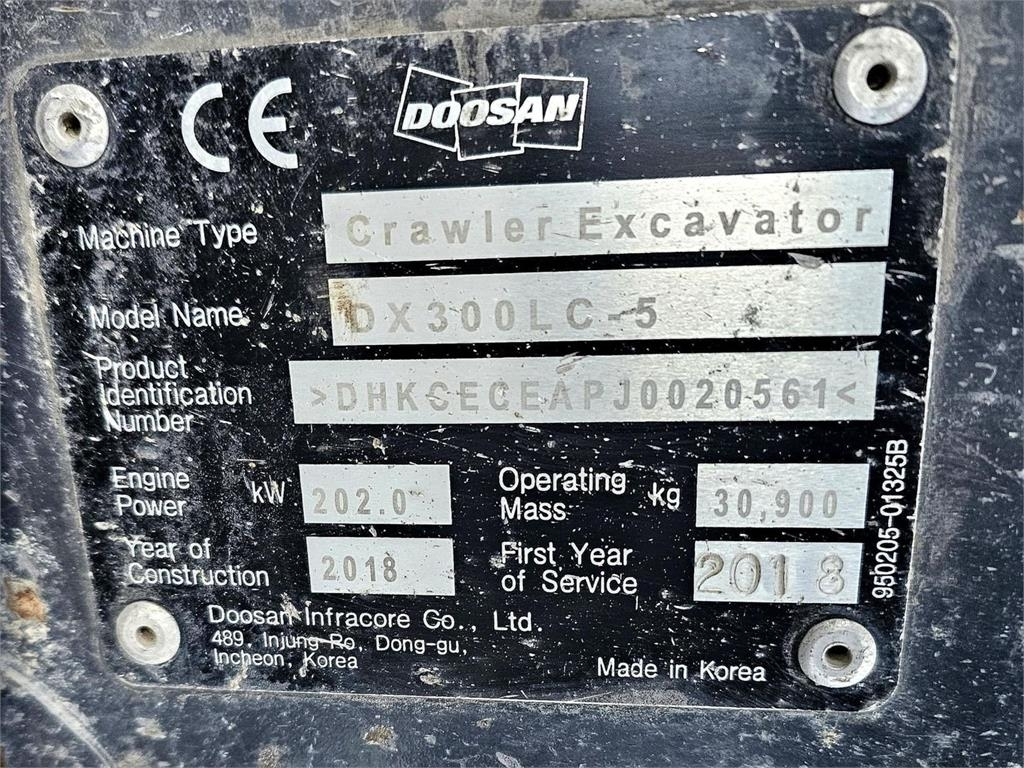 CE
DOOSAN
Machine Type Crawler Excavator
Model Name DX300LC-5
Product
Identification
Number
>DHKCECEAPJ0020561<
Engine
Power
kW 202.0
Operating
Mass
kg 30,900
Year of
Construction
2018
First Year
of Service
2018
Doosan Infracore Co., Ltd.
489, Injung-Ro, Dong-gu,
Incheon, Korea
Made in Korea
950205-01325B